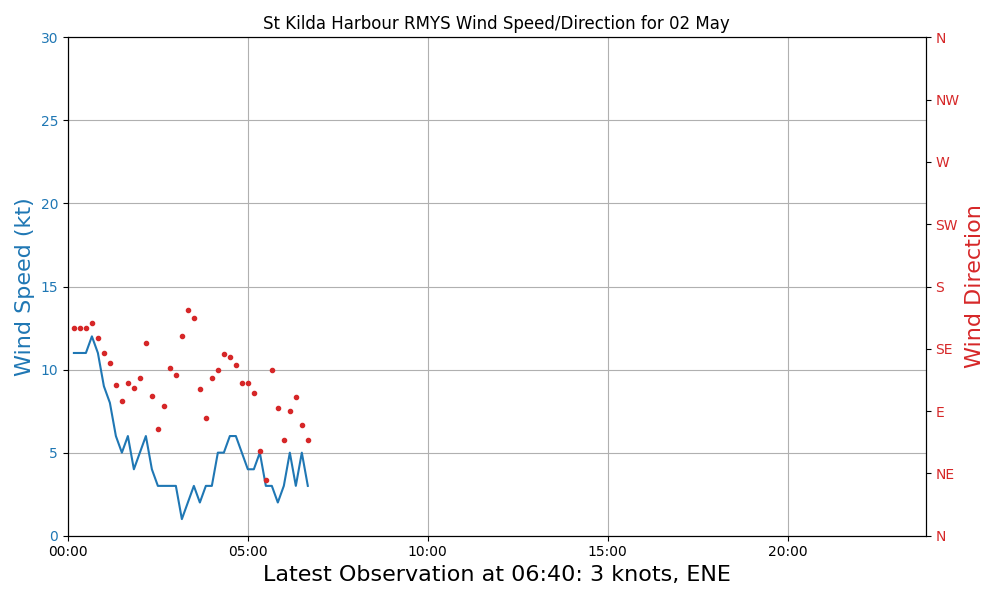 St Kilda Harbour RMYS Wind Speed/Direction for 02 May
Wind Speed (kt)
30
25
20
15
10
5
0
00:00 05:00 10:00 15:00 20:00
N
NW
W
SW
S
SE
E
NE
N
Wind Direction
Latest Observation at 06:40: 3 knots, ENE